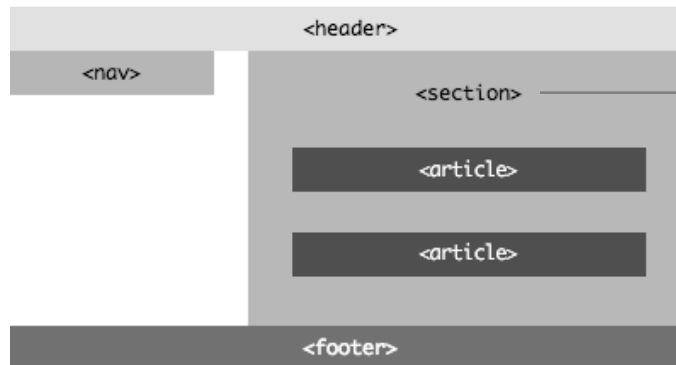 <header>
<nav>
<section>
<article>
<article>
<footer>